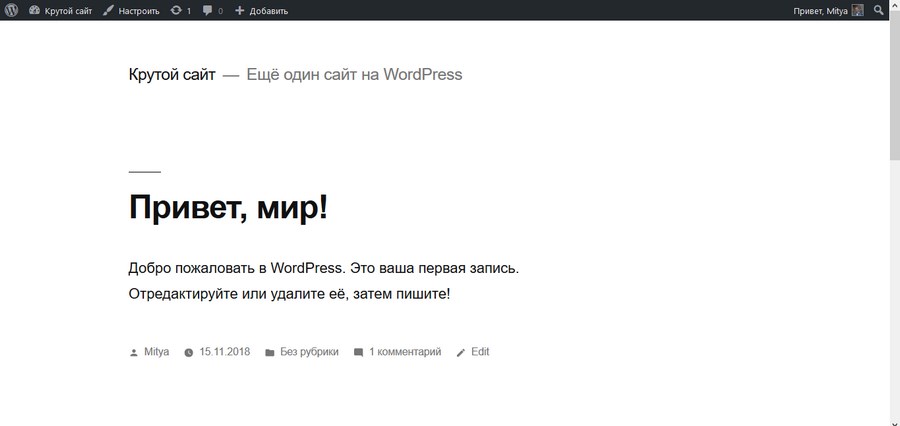 Крутой сайт Настроить 1 0 Добавить Привет, Mitya
Крутой сайт — Ещё один сайт на WordPress
Привет, мир!
Добро пожаловать в WordPress. Это ваша первая запись.
Отредактируйте или удалите её, затем пишите!
Mitya 15.11.2018 Без рубрики 1 комментарий Edit